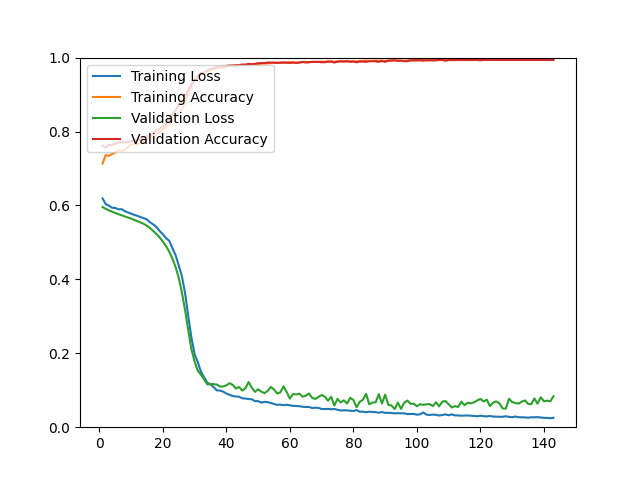 1.0
0.8
0.6
0.4
0.2
0.0
Training Loss
Training Accuracy
Validation Loss
Validation Accuracy
0 20 40 60 80 100 120 140